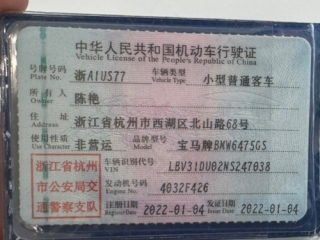 中华人民共和国机动车行驶证
Vehicle License of the People's Republic of China
号牌号码 浙A1US77 车辆类型 小型普通客车
Plate No. Vehicle Type
所有人 陈艳
Owner
住址 浙江省杭州市西湖区北山路68号
Address
使用性质 非营运 品牌型号 宝马牌BMW6475GS
Use Character Model
浙江省杭州 车辆识别代号 LBV31DU02NS247038
VIN
市公安局交 发动机号码 4032F426
Engine No.
通警察支队 注册日期 2022-01-04 发证日期 2022-01-04
Register Date Issue Date